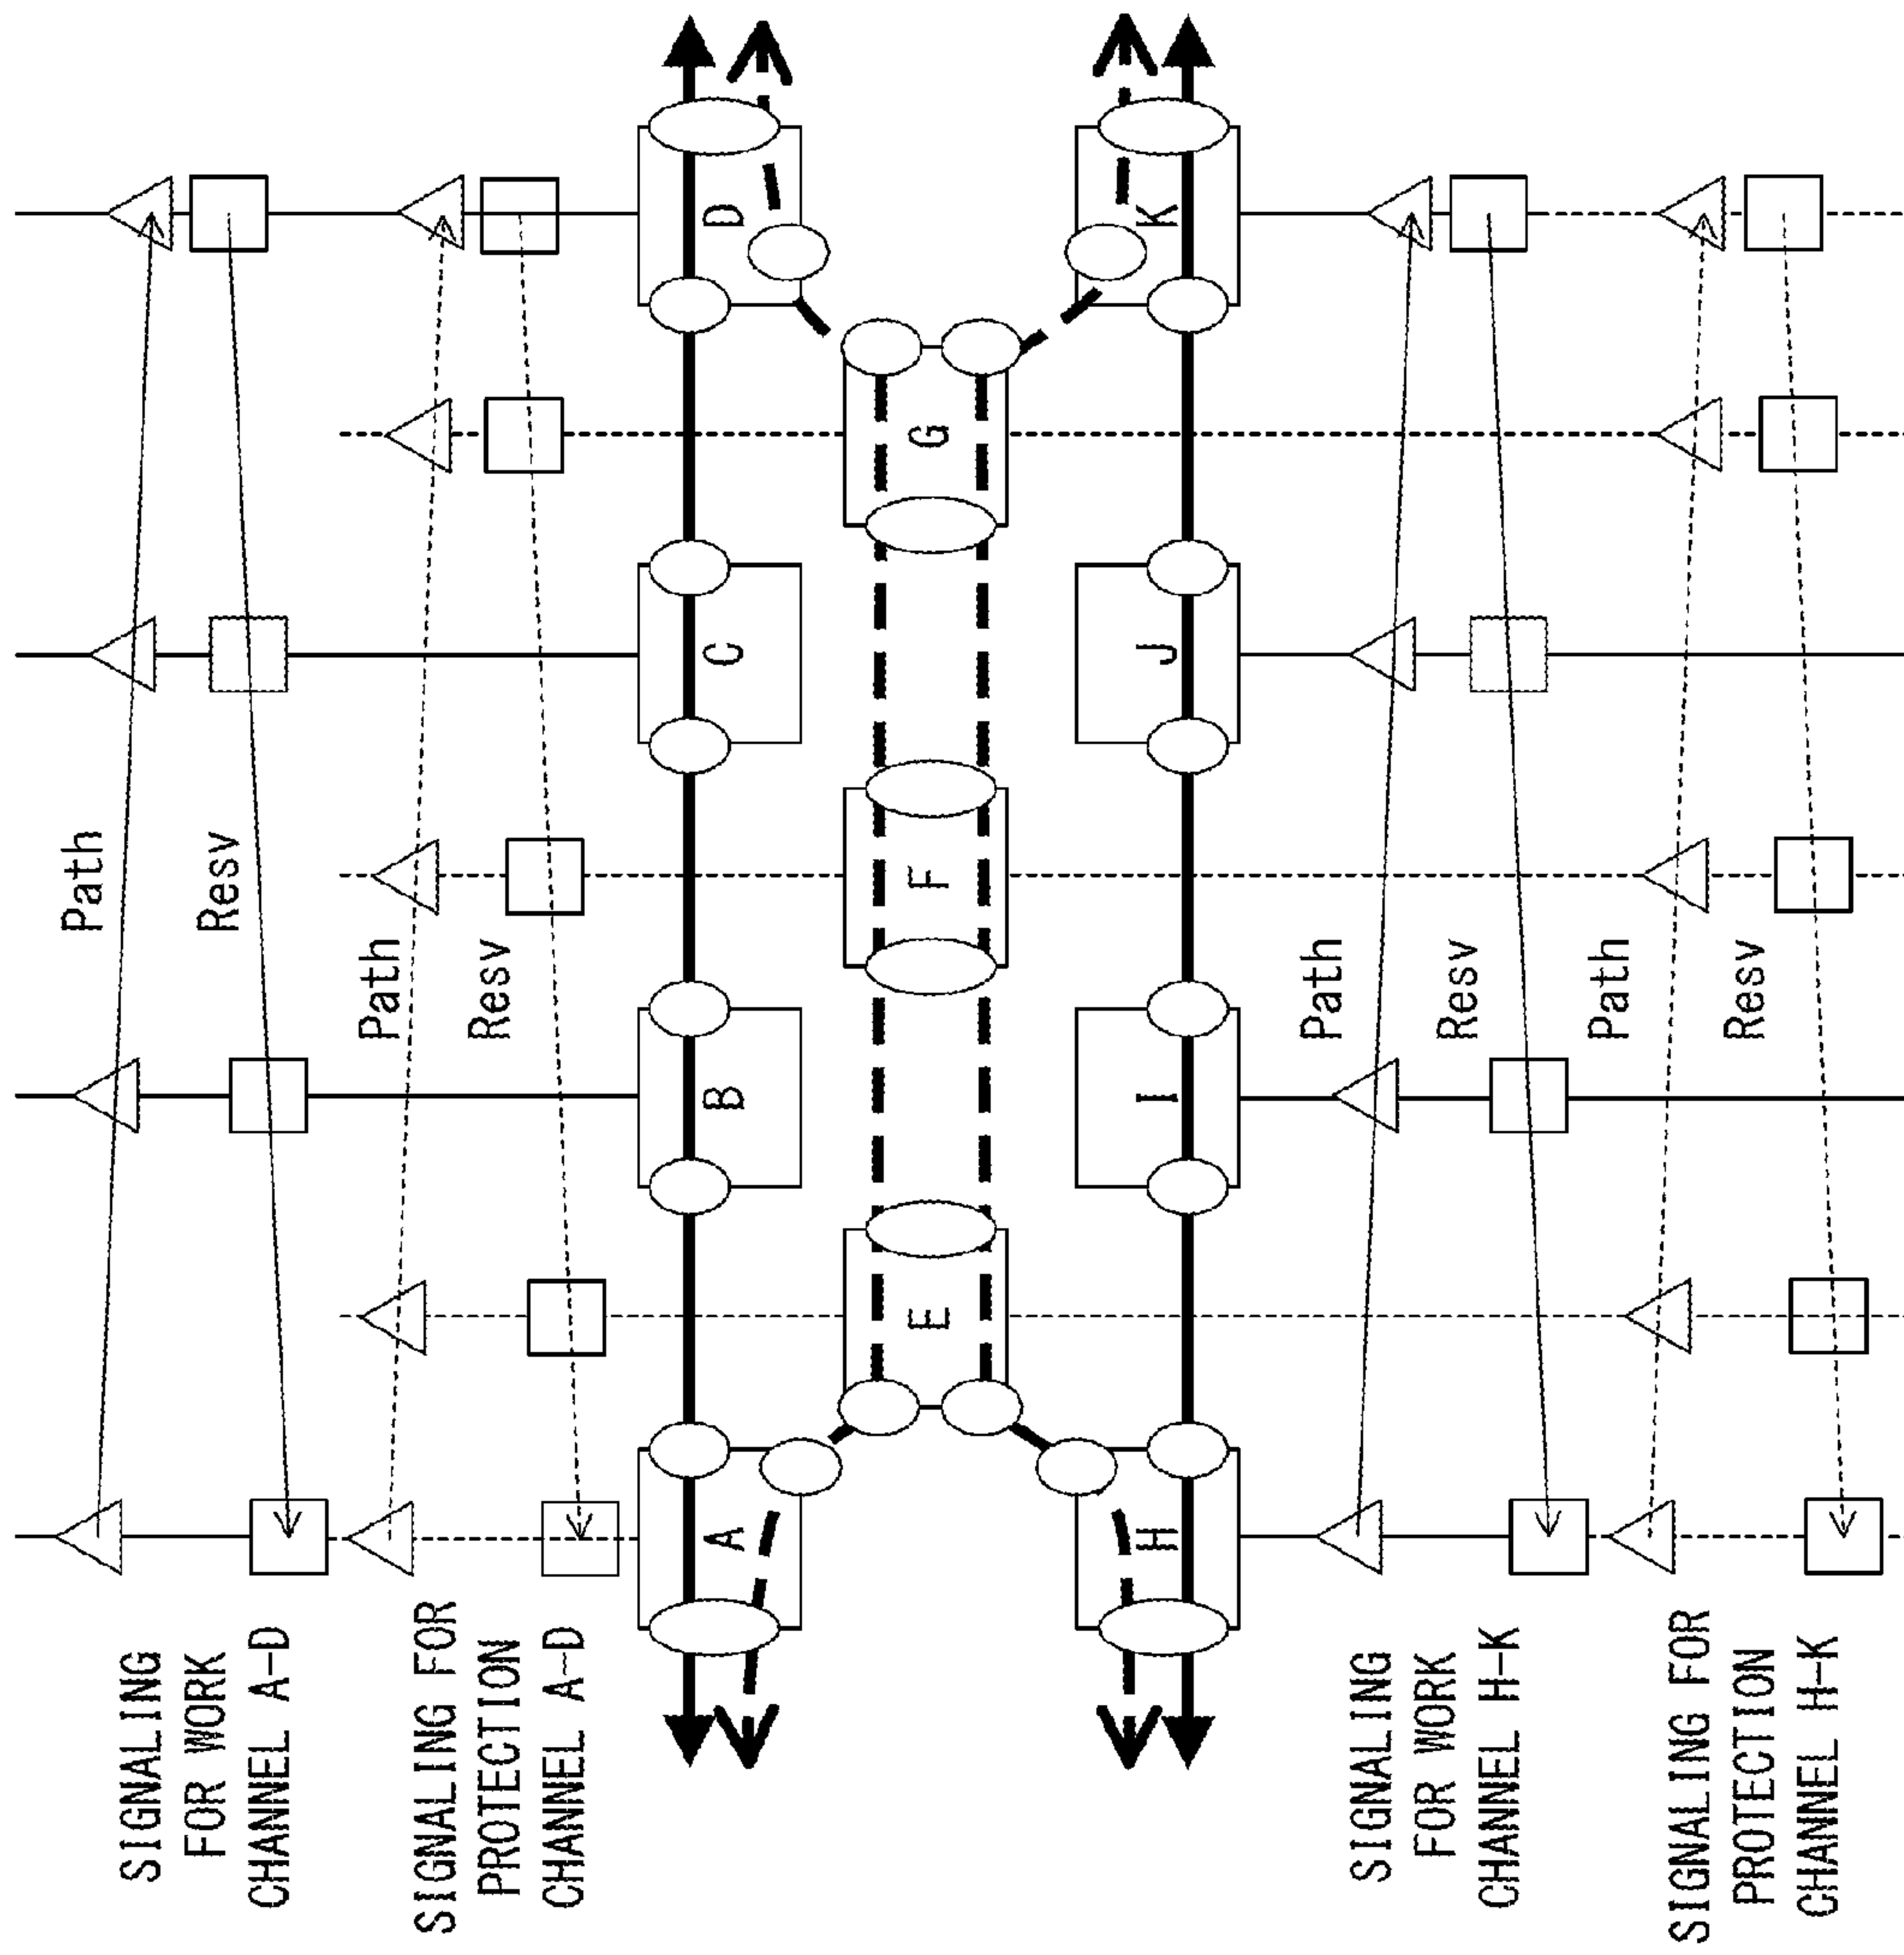 SIGNALING
FOR WORK
CHANNEL A-D
Path
Resv
SIGNALING FOR
PROTECTION
CHANNEL A-D
Path
Resv
A
B
C
D
E
F
G
H
I
J
K
SIGNALING
FOR WORK
CHANNEL H-K
Path
Resv
SIGNALING FOR
PROTECTION
CHANNEL H-K
Path
Resv